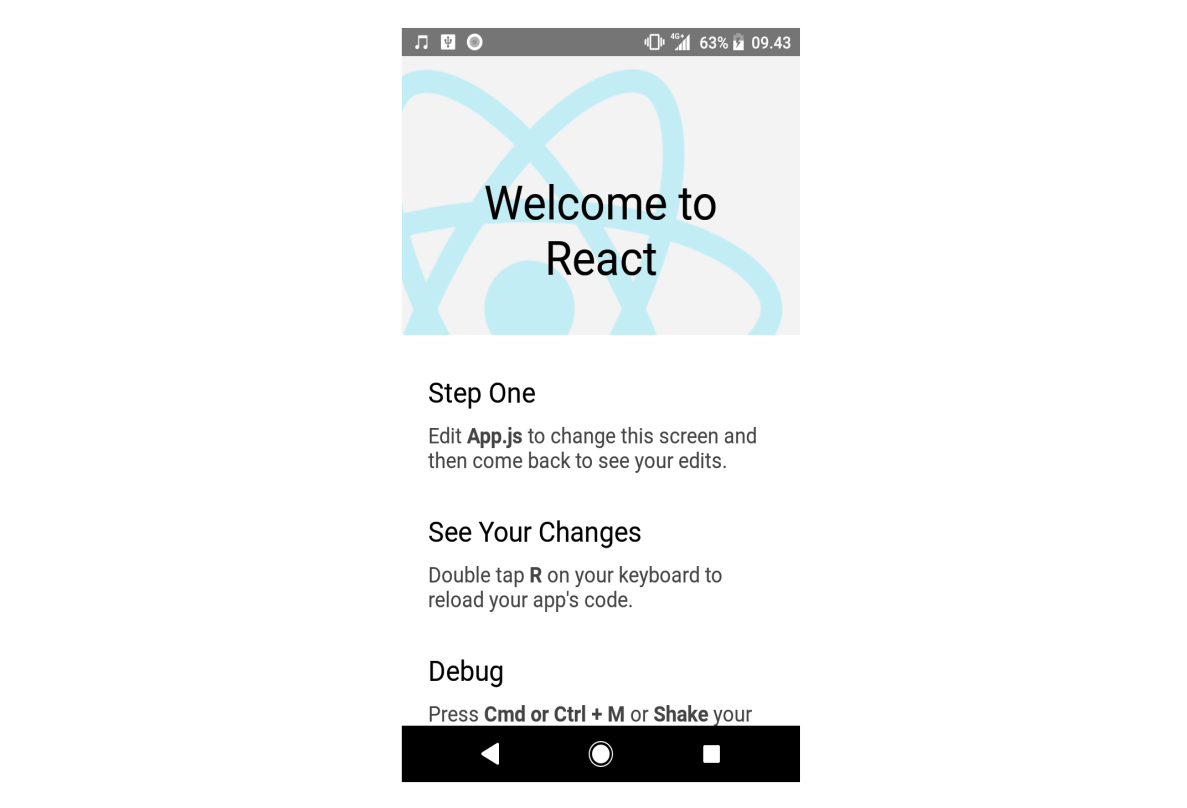 4G+ 63% 09.43
Welcome to
React
Step One
Edit App.js to change this screen and
then come back to see your edits.
See Your Changes
Double tap R on your keyboard to
reload your app's code.
Debug
Press Cmd or Ctrl + M or Shake your